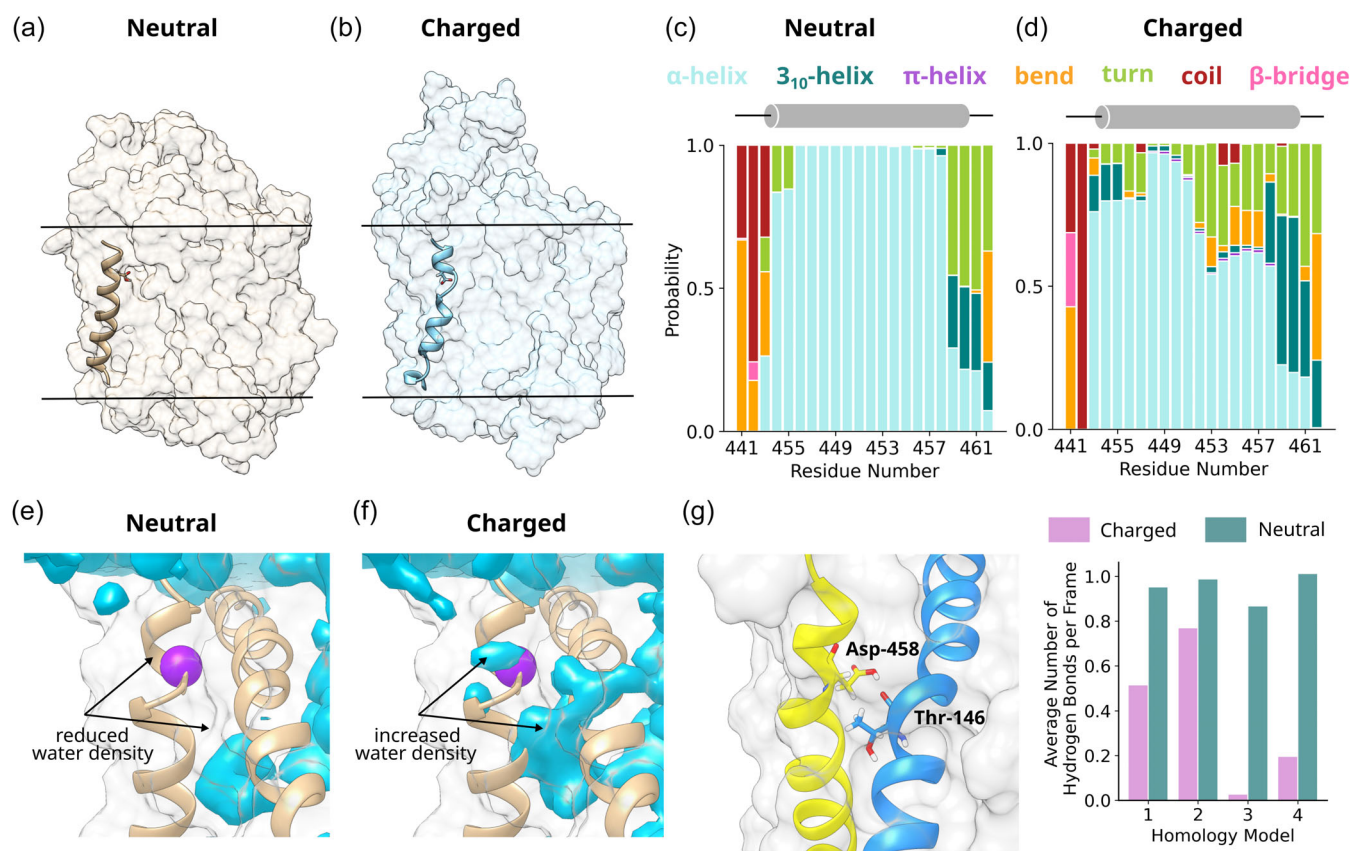 (a) Neutral
(b) Charged
(c) Neutral
(d) Charged
α-helix 3₁₀-helix π-helix bend turn coil β-bridge
1.0
0.5
0.0
Probability
441 455 449 453 457 461
Residue Number
1.0
0.5
0.0
441 455 449 453 457 461
Residue Number
(e) Neutral
reduced
water density
(f) Charged
increased
water density
(g)
Asp-458
Thr-146
Charged Neutral
Average Number of
Hydrogen Bonds per Frame
1.0
0.8
0.6
0.4
0.2
0.0
1 2 3 4
Homology Model